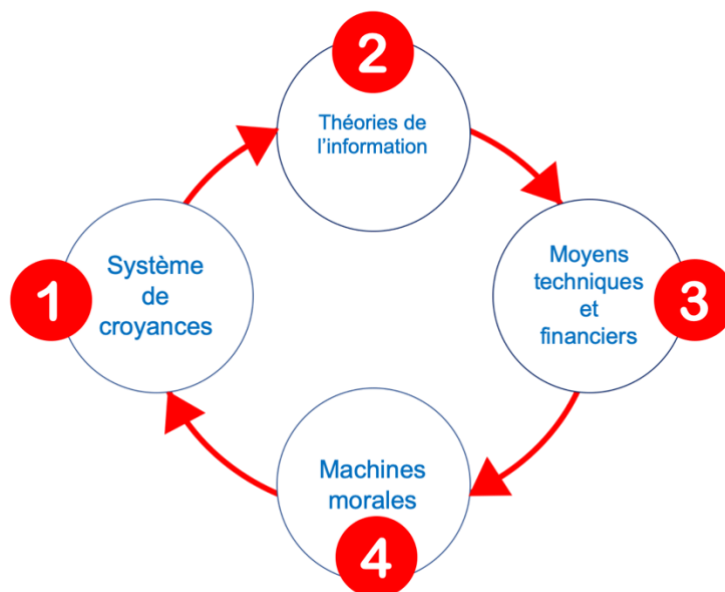 2
Théories de
l'information
1
Système
de
croyances
Moyens
techniques
et
financiers
3
Machines
morales
4